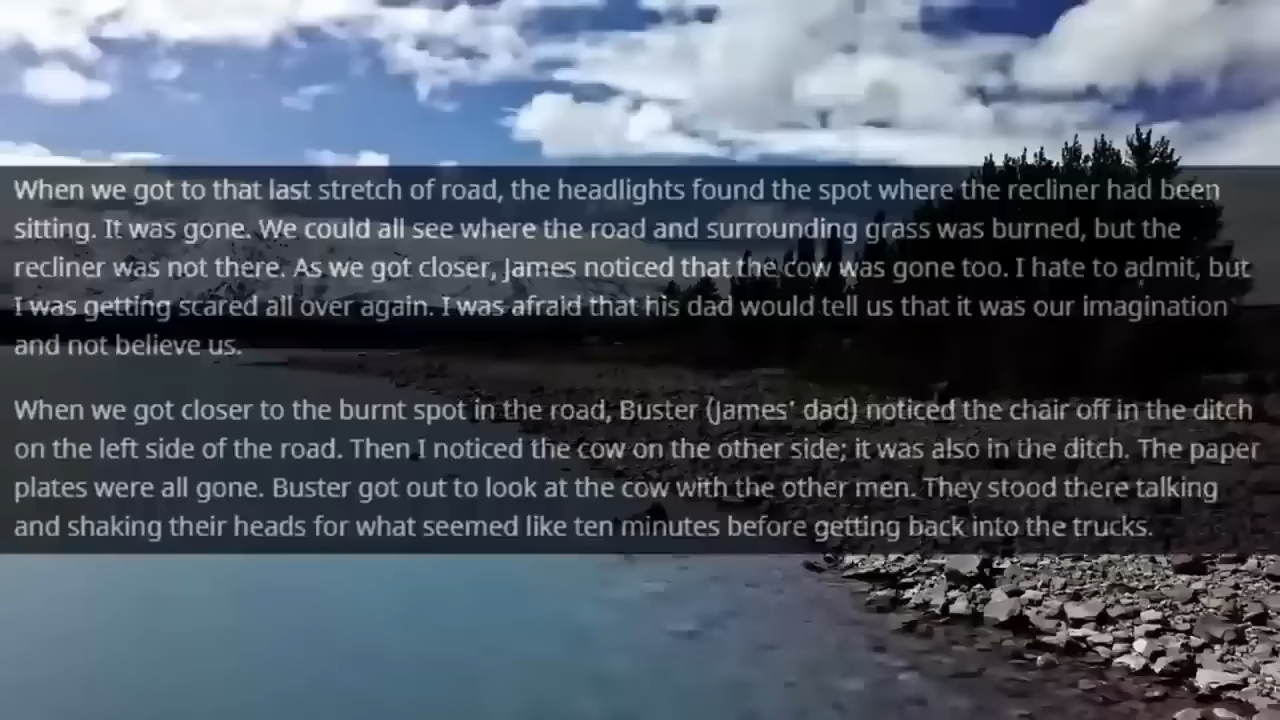 When we got to that last stretch of road, the headlights found the spot where the recliner had been
sitting. It was gone. We could all see where the road and surrounding grass was burned, but the
recliner was not there. As we got closer, James noticed that the cow was gone too. I hate to admit, but
I was getting scared all over again. I was afraid that his dad would tell us that it was our imagination
and not believe us.
When we got closer to the burnt spot in the road, Buster (James' dad) noticed the chair off in the ditch
on the left side of the road. Then I noticed the cow on the other side; it was also in the ditch. The paper
plates were all gone. Buster got out to look at the cow with the other men. They stood there talking
and shaking their heads for what seemed like ten minutes before getting back into the trucks.